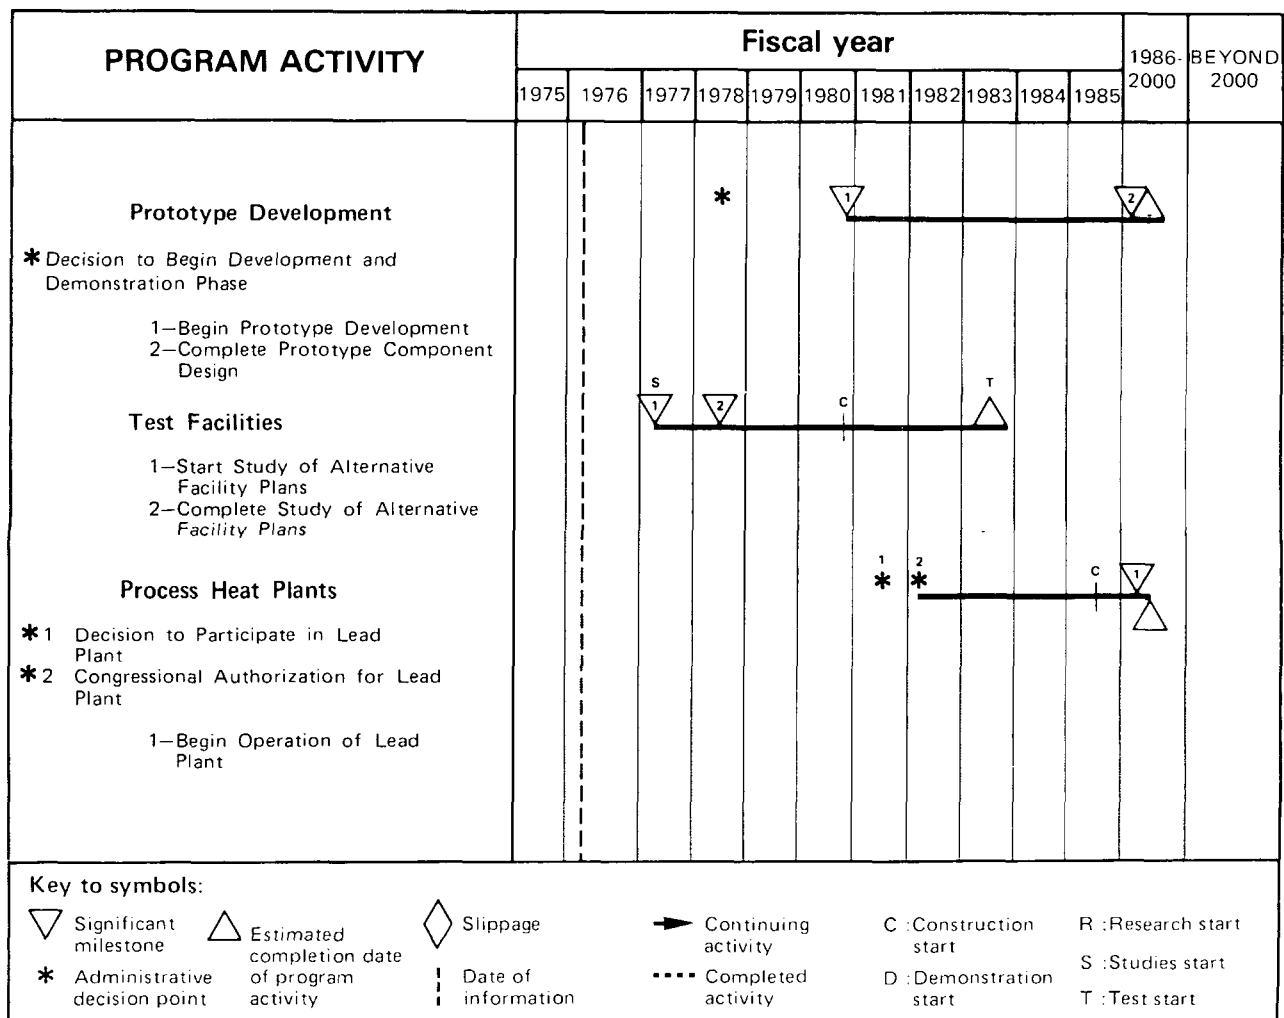 PROGRAM ACTIVITY
Fiscal year
1975 1976 1977 1978 1979 1980 1981 1982 1983 1984 1985
1986-
2000
BEYOND
2000
Prototype Development
* 1 2
* Decision to Begin Development and
Demonstration Phase
1—Begin Prototype Development
2—Complete Prototype Component
Design
S T
1 2 C
Test Facilities
1—Start Study of Alternative
Facility Plans
2—Complete Study of Alternative
Facility Plans
1 2 C 1
* *
Process Heat Plants
* 1 Decision to Participate in Lead
Plant
* 2 Congressional Authorization for Lead
Plant
1—Begin Operation of Lead
Plant
Key to symbols:
Significant
milestone
* Administrative
decision point
Estimated
completion date
of program
activity
Slippage
Date of
information
Continuing
activity
Completed
activity
C :Construction
start
D :Demonstration
start
R :Research start
S :Studies start
T :Test start